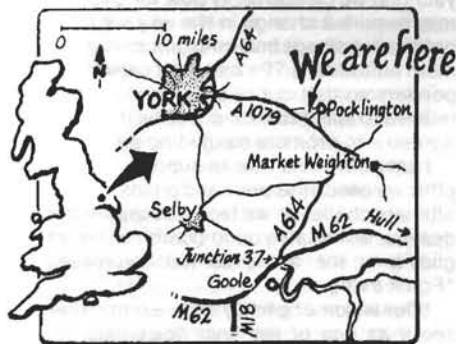 0
10 miles
A64
We are here
N
YORK
A1079
Pocklington
Market Weighton
Selby
A614
M62
Hull
Junction 37
Goole
M62
M18